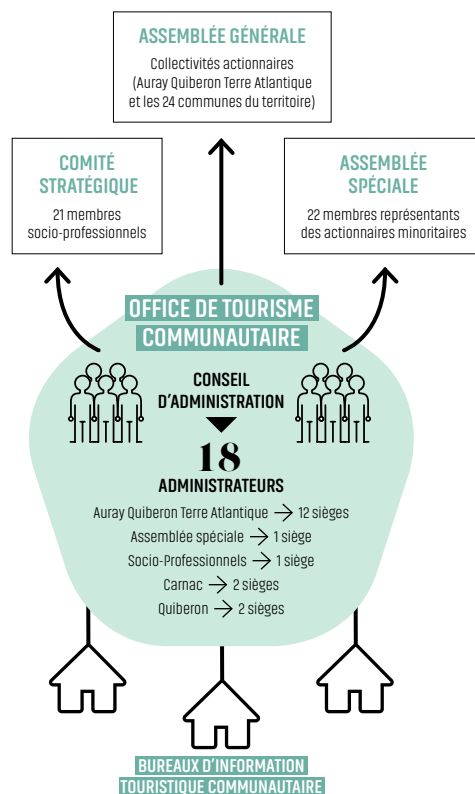 ASSEMBLÉE GÉNÉRALE
Collectivités actionnaires
(Auray Quiberon Terre Atlantique
et les 24 communes du territoire)
COMITÉ
STRATÉGIQUE
21 membres
socio-professionnels
ASSEMBLÉE
SPÉCIALE
22 membres représentants
des actionnaires minoritaires
OFFICE DE TOURISME
COMMUNAUTAIRE
CONSEIL
D'ADMINISTRATION
18
ADMINISTRATEURS
Auray Quiberon Terre Atlantique → 12 sièges
Assemblée spéciale → 1 siège
Socio-Professionnels → 1 siège
Carnac → 2 sièges
Quiberon → 2 sièges
BUREAUX D'INFORMATION
TOURISTIQUE COMMUNAUTAIRE